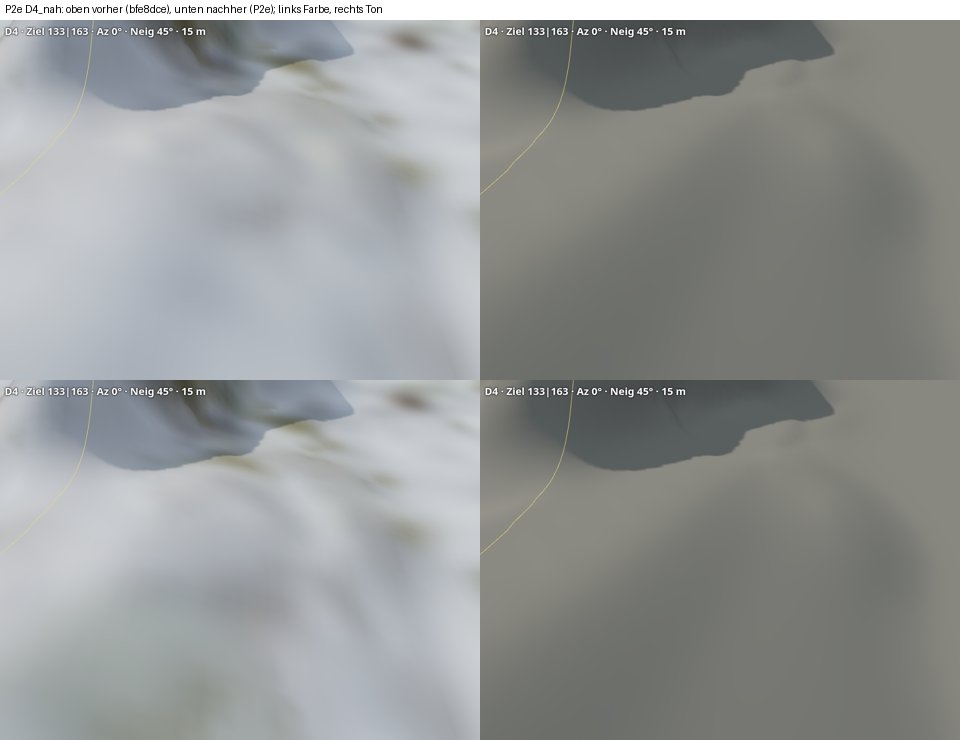 P2e D4_nah: oben vorher (bfe8dce), unten nachher (P2e); links Farbe, rechts Ton
D4 · Ziel 133|163 · Az 0° · Neig 45° · 15 m
D4 · Ziel 133|163 · Az 0° · Neig 45° · 15 m
D4 · Ziel 133|163 · Az 0° · Neig 45° · 15 m
D4 · Ziel 133|163 · Az 0° · Neig 45° · 15 m